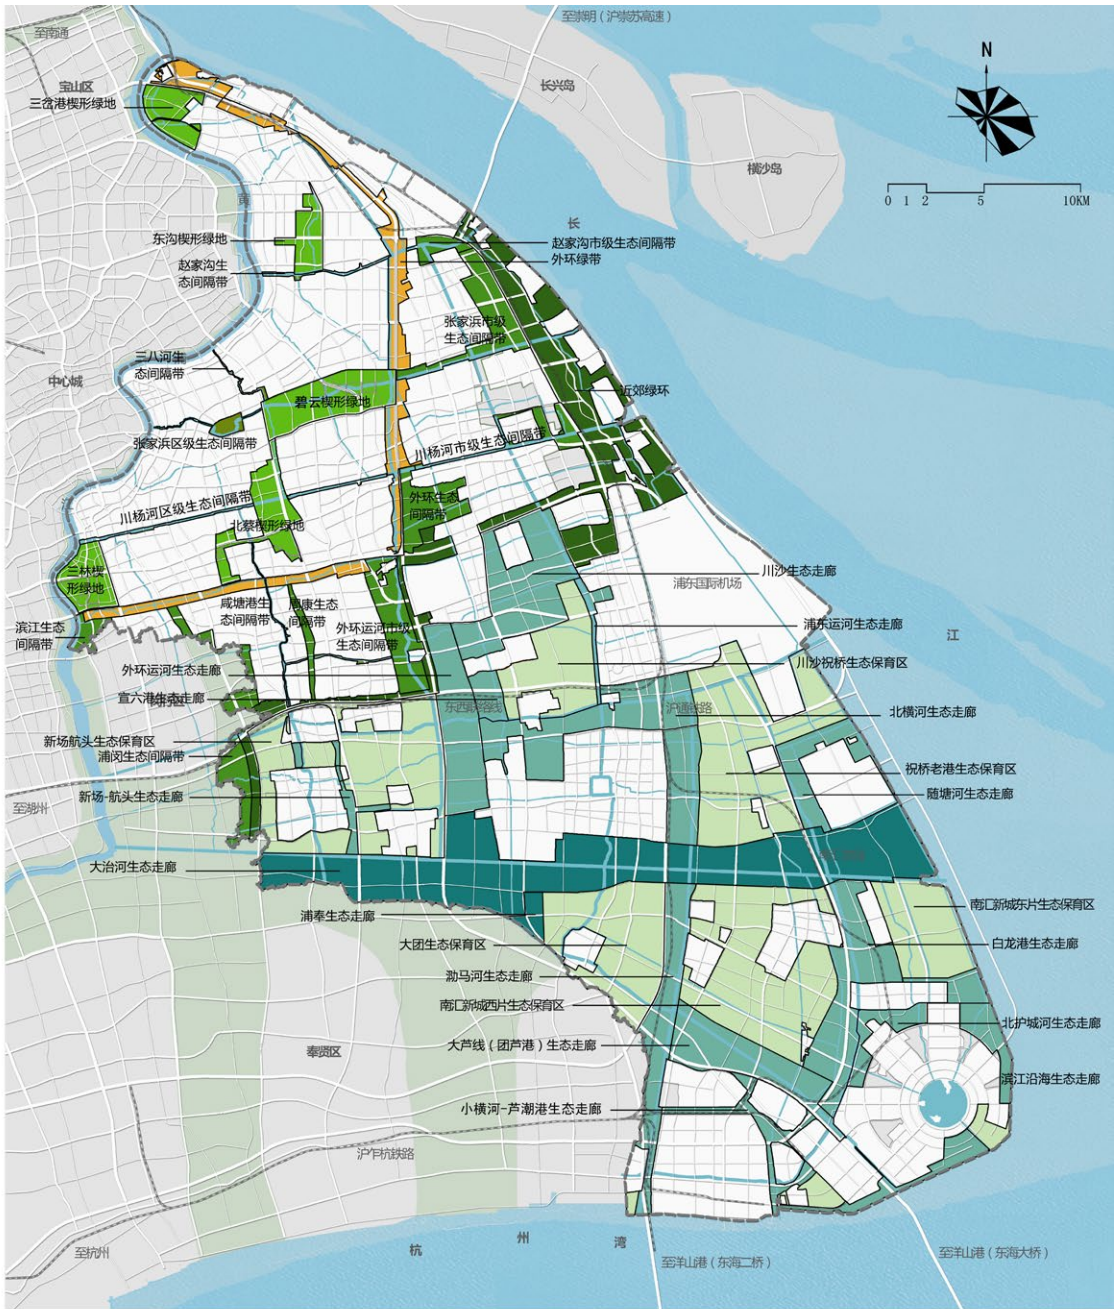 至崇明（沪崇苏高速）
至南通
N
宝山区
三岔港楔形绿地
长兴岛
横沙岛
0 1 2 5 10KM
黄
长
东沟楔形绿地
赵家沟市级生态间隔带
外环绿带
赵家沟生
态间隔带
张家浜市级
生态间隔带
三八河生
态间隔带
中心城
近郊绿环
碧云楔形绿地
张家浜区级生态间隔带
川杨河市级生态间隔带
川杨河区级生态间隔带
外环生态
间隔带
江
北蔡楔形绿地
三林楔
形绿地
浦东国际机场
川沙生态走廊
咸塘港生
态间隔带
周康生态
间隔带
滨江生态
间隔带
外环运河市级
生态间隔带
浦东运河生态走廊
江
外环运河生态走廊
川沙祝桥生态保育区
宣六港生态走廊
闵行区
东西联络线
沪通铁路
北横河生态走廊
新场航头生态保育区
浦闵生态间隔带
祝桥老港生态保育区
新场-航头生态走廊
随塘河生态走廊
至湖州
大治河生态走廊
南汇新城东片生态保育区
浦奉生态走廊
大团生态保育区
白龙港生态走廊
泐马河生态走廊
南汇新城西片生态保育区
北护城河生态走廊
奉贤区
大芦线（团芦港）生态走廊
滨江沿海生态走廊
小横河-芦潮港生态走廊
沪乍杭铁路
至杭州
杭
州
湾
至洋山港（东海二桥）
至洋山港（东海大桥）